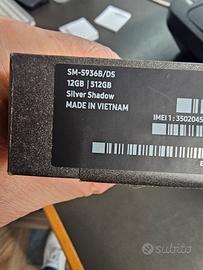 SM-S936B/DS
12GB | 512GB
Silver Shadow
MADE IN VIETNAM
IMEI 1: 3502045
subito